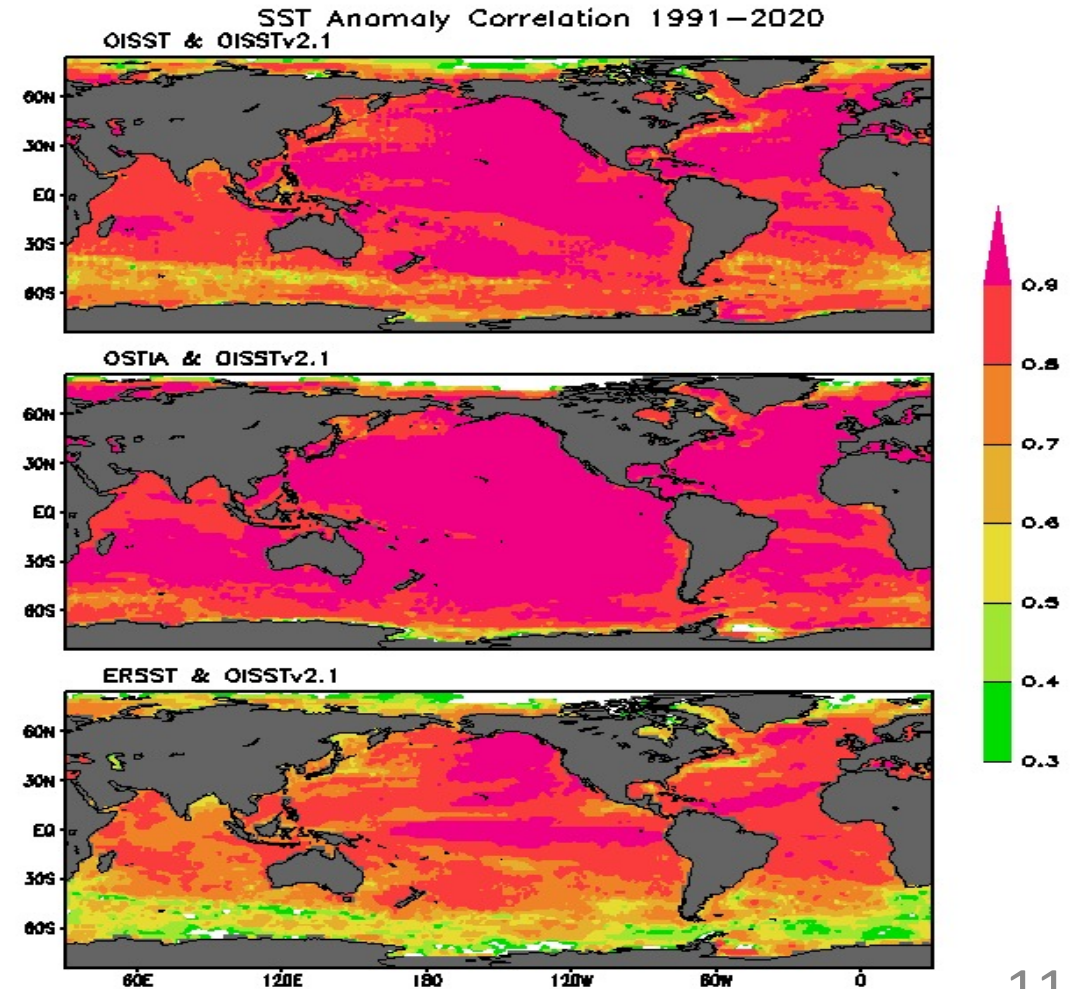 SST Anomaly Correlation 1991-2020
OISST & OISSTv2.1
60N
30N
EQ
30S
60S
OSTIA & OISSTv2.1
60N
30N
EQ
30S
60S
ERSST & OISSTv2.1
60N
30N
EQ
30S
60S
60E 120E 180 120W 60W 0
0.9
0.8
0.7
0.6
0.5
0.4
0.3
11